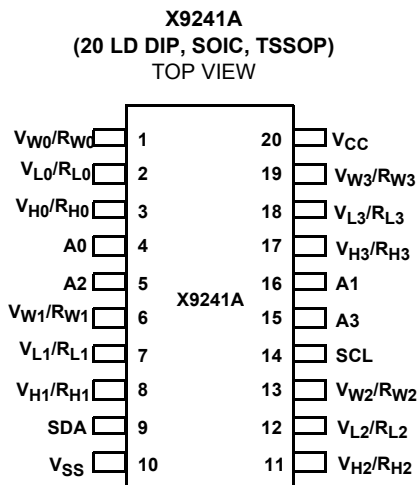 X9241A
(20 LD DIP, SOIC, TSSOP)
TOP VIEW
VW0/RW0 1 20 VCC
VL0/RL0 2 19 VW3/RW3
VH0/RH0 3 18 VL3/RL3
A0 4 17 VH3/RH3
A2 5 16 A1
X9241A
VW1/RW1 6 15 A3
VL1/RL1 7 14 SCL
VH1/RH1 8 13 VW2/RW2
SDA 9 12 VL2/RL2
VSS 10 11 VH2/RH2